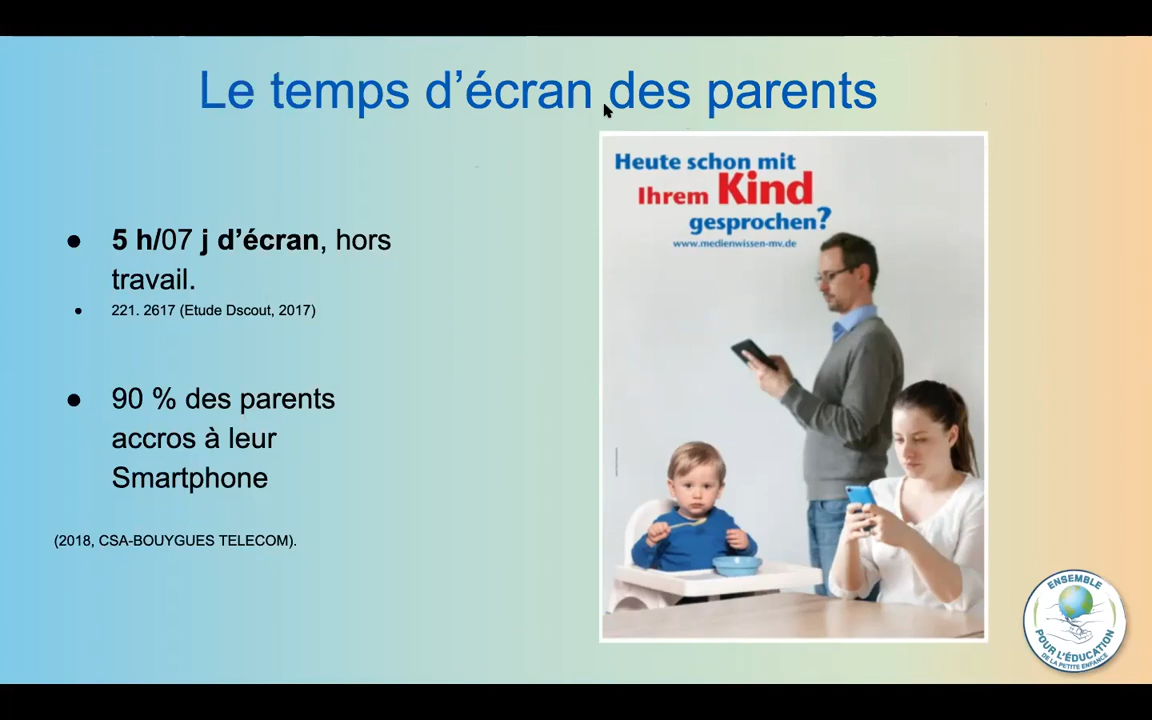 Le temps d’écran des parents
Heute schon mit
Ihrem Kind
gesprochen?
www.medienwissen-mv.de
● 5 h/07 j d’écran, hors
travail.
● 221. 2617 (Etude Dscout, 2017)
● 90 % des parents
accros à leur
Smartphone
(2018, CSA-BOUYGUES TELECOM).
ENSEMBLE
POUR L'ÉDUCATION
DE LA PETITE ENFANCE